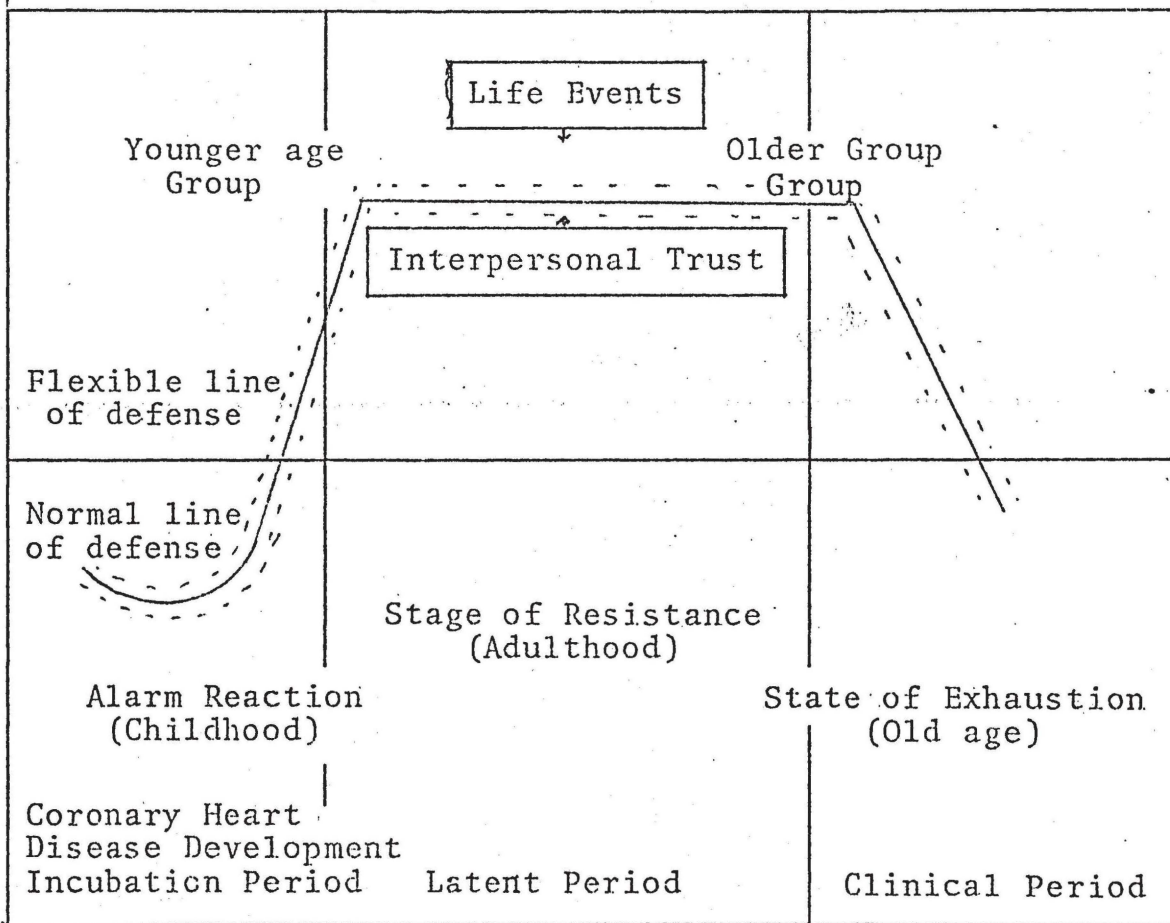 Life Events
Younger age
Group
Older Group
Group
Interpersonal Trust
Flexible line
of defense
Normal line
of defense
Stage of Resistance
(Adulthood)
Alarm Reaction
(Childhood)
State of Exhaustion
(Old age)
Coronary Heart
Disease Development
Incubation Period
Latent Period
Clinical Period